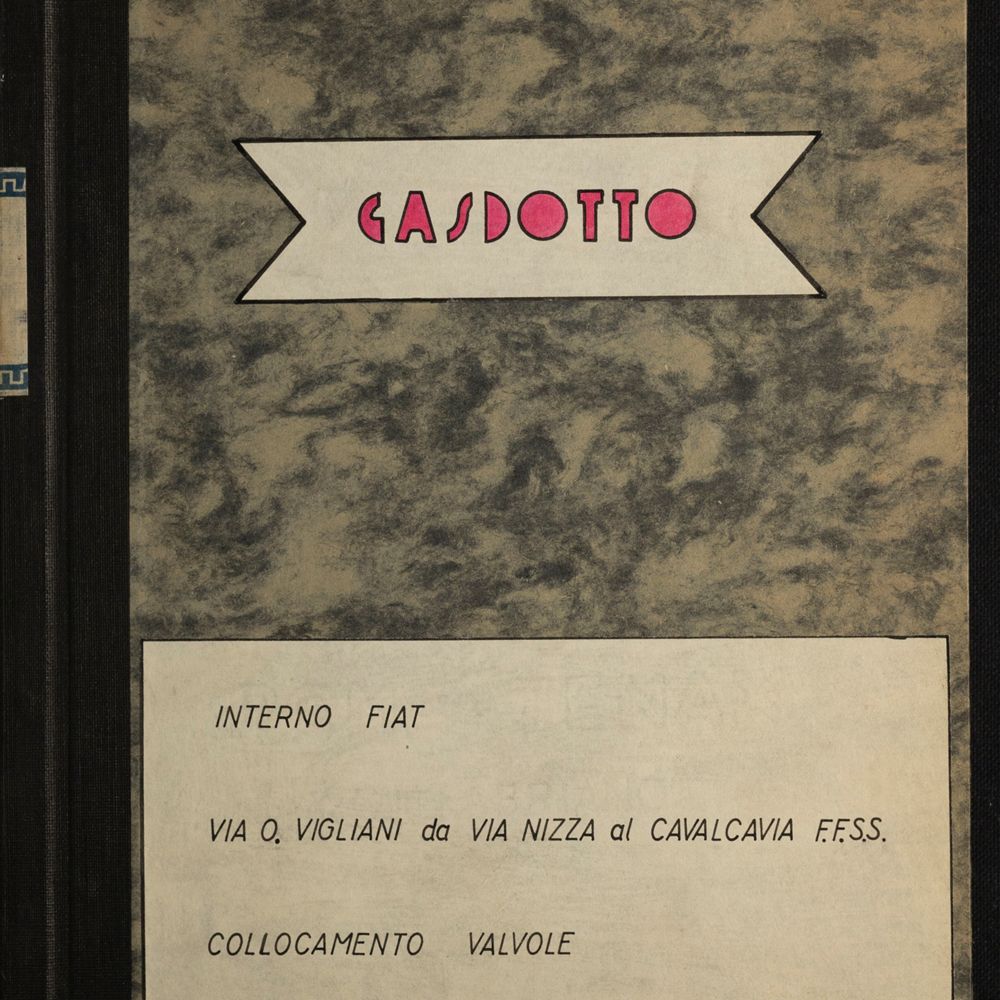 GASDOTTO
INTERNO FIAT
VIA O. VIGLIANI da VIA NIZZA al CAVALCAVIA F.F.S.S.
COLLOCAMENTO VALVOLE